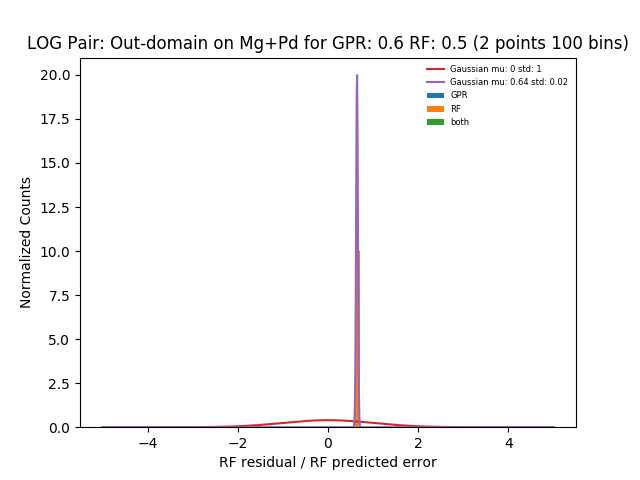 LOG Pair: Out-domain on Mg+Pd for GPR: 0.6 RF: 0.5 (2 points 100 bins)
Gaussian mu: 0 std: 1
Gaussian mu: 0.64 std: 0.02
GPR
RF
both
Normalized Counts
20.0
17.5
15.0
12.5
10.0
7.5
5.0
2.5
0.0
−4
−2
0
2
4
RF residual / RF predicted error